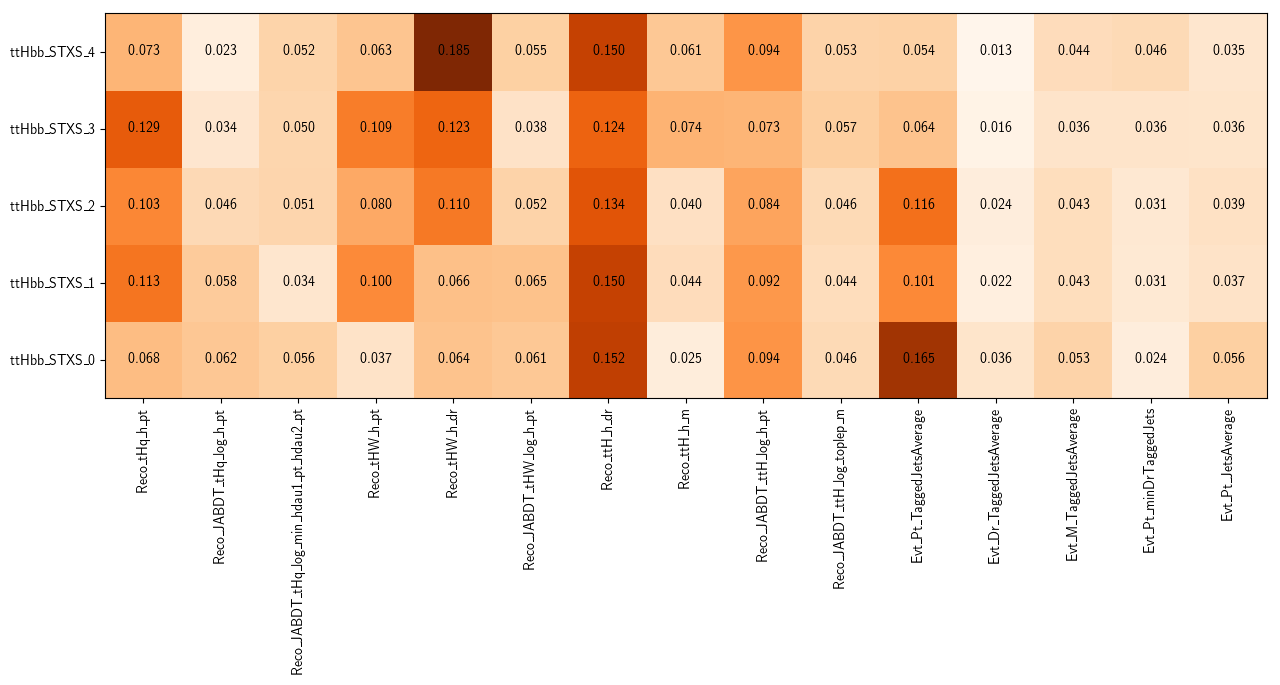 ttHbb_STXS_4 0.073 0.023 0.052 0.063 0.185 0.055 0.150 0.061 0.094 0.053 0.054 0.013 0.044 0.046 0.035
ttHbb_STXS_3 0.129 0.034 0.050 0.109 0.123 0.038 0.124 0.074 0.073 0.057 0.064 0.016 0.036 0.036 0.036
ttHbb_STXS_2 0.103 0.046 0.051 0.080 0.110 0.052 0.134 0.040 0.084 0.046 0.116 0.024 0.043 0.031 0.039
ttHbb_STXS_1 0.113 0.058 0.034 0.100 0.066 0.065 0.150 0.044 0.092 0.044 0.101 0.022 0.043 0.031 0.037
ttHbb_STXS_0 0.068 0.062 0.056 0.037 0.064 0.061 0.152 0.025 0.094 0.046 0.165 0.036 0.053 0.024 0.056
Reco_tHq_h_pt
Reco_JABDT_tHq_log_h_pt
Reco_JABDT_tHq_log_min_hdau1_pt_hdau2_pt
Reco_tHW_h_pt
Reco_tHW_h_dr
Reco_JABDT_tHW_log_h_pt
Reco_ttH_h_dr
Reco_ttH_h_m
Reco_JABDT_ttH_log_h_pt
Reco_JABDT_ttH_log_toplep_m
Evt_Pt_TaggedJetsAverage
Evt_Dr_TaggedJetsAverage
Evt_M_TaggedJetsAverage
Evt_Pt_minDrTaggedJets
Evt_Pt_JetsAverage